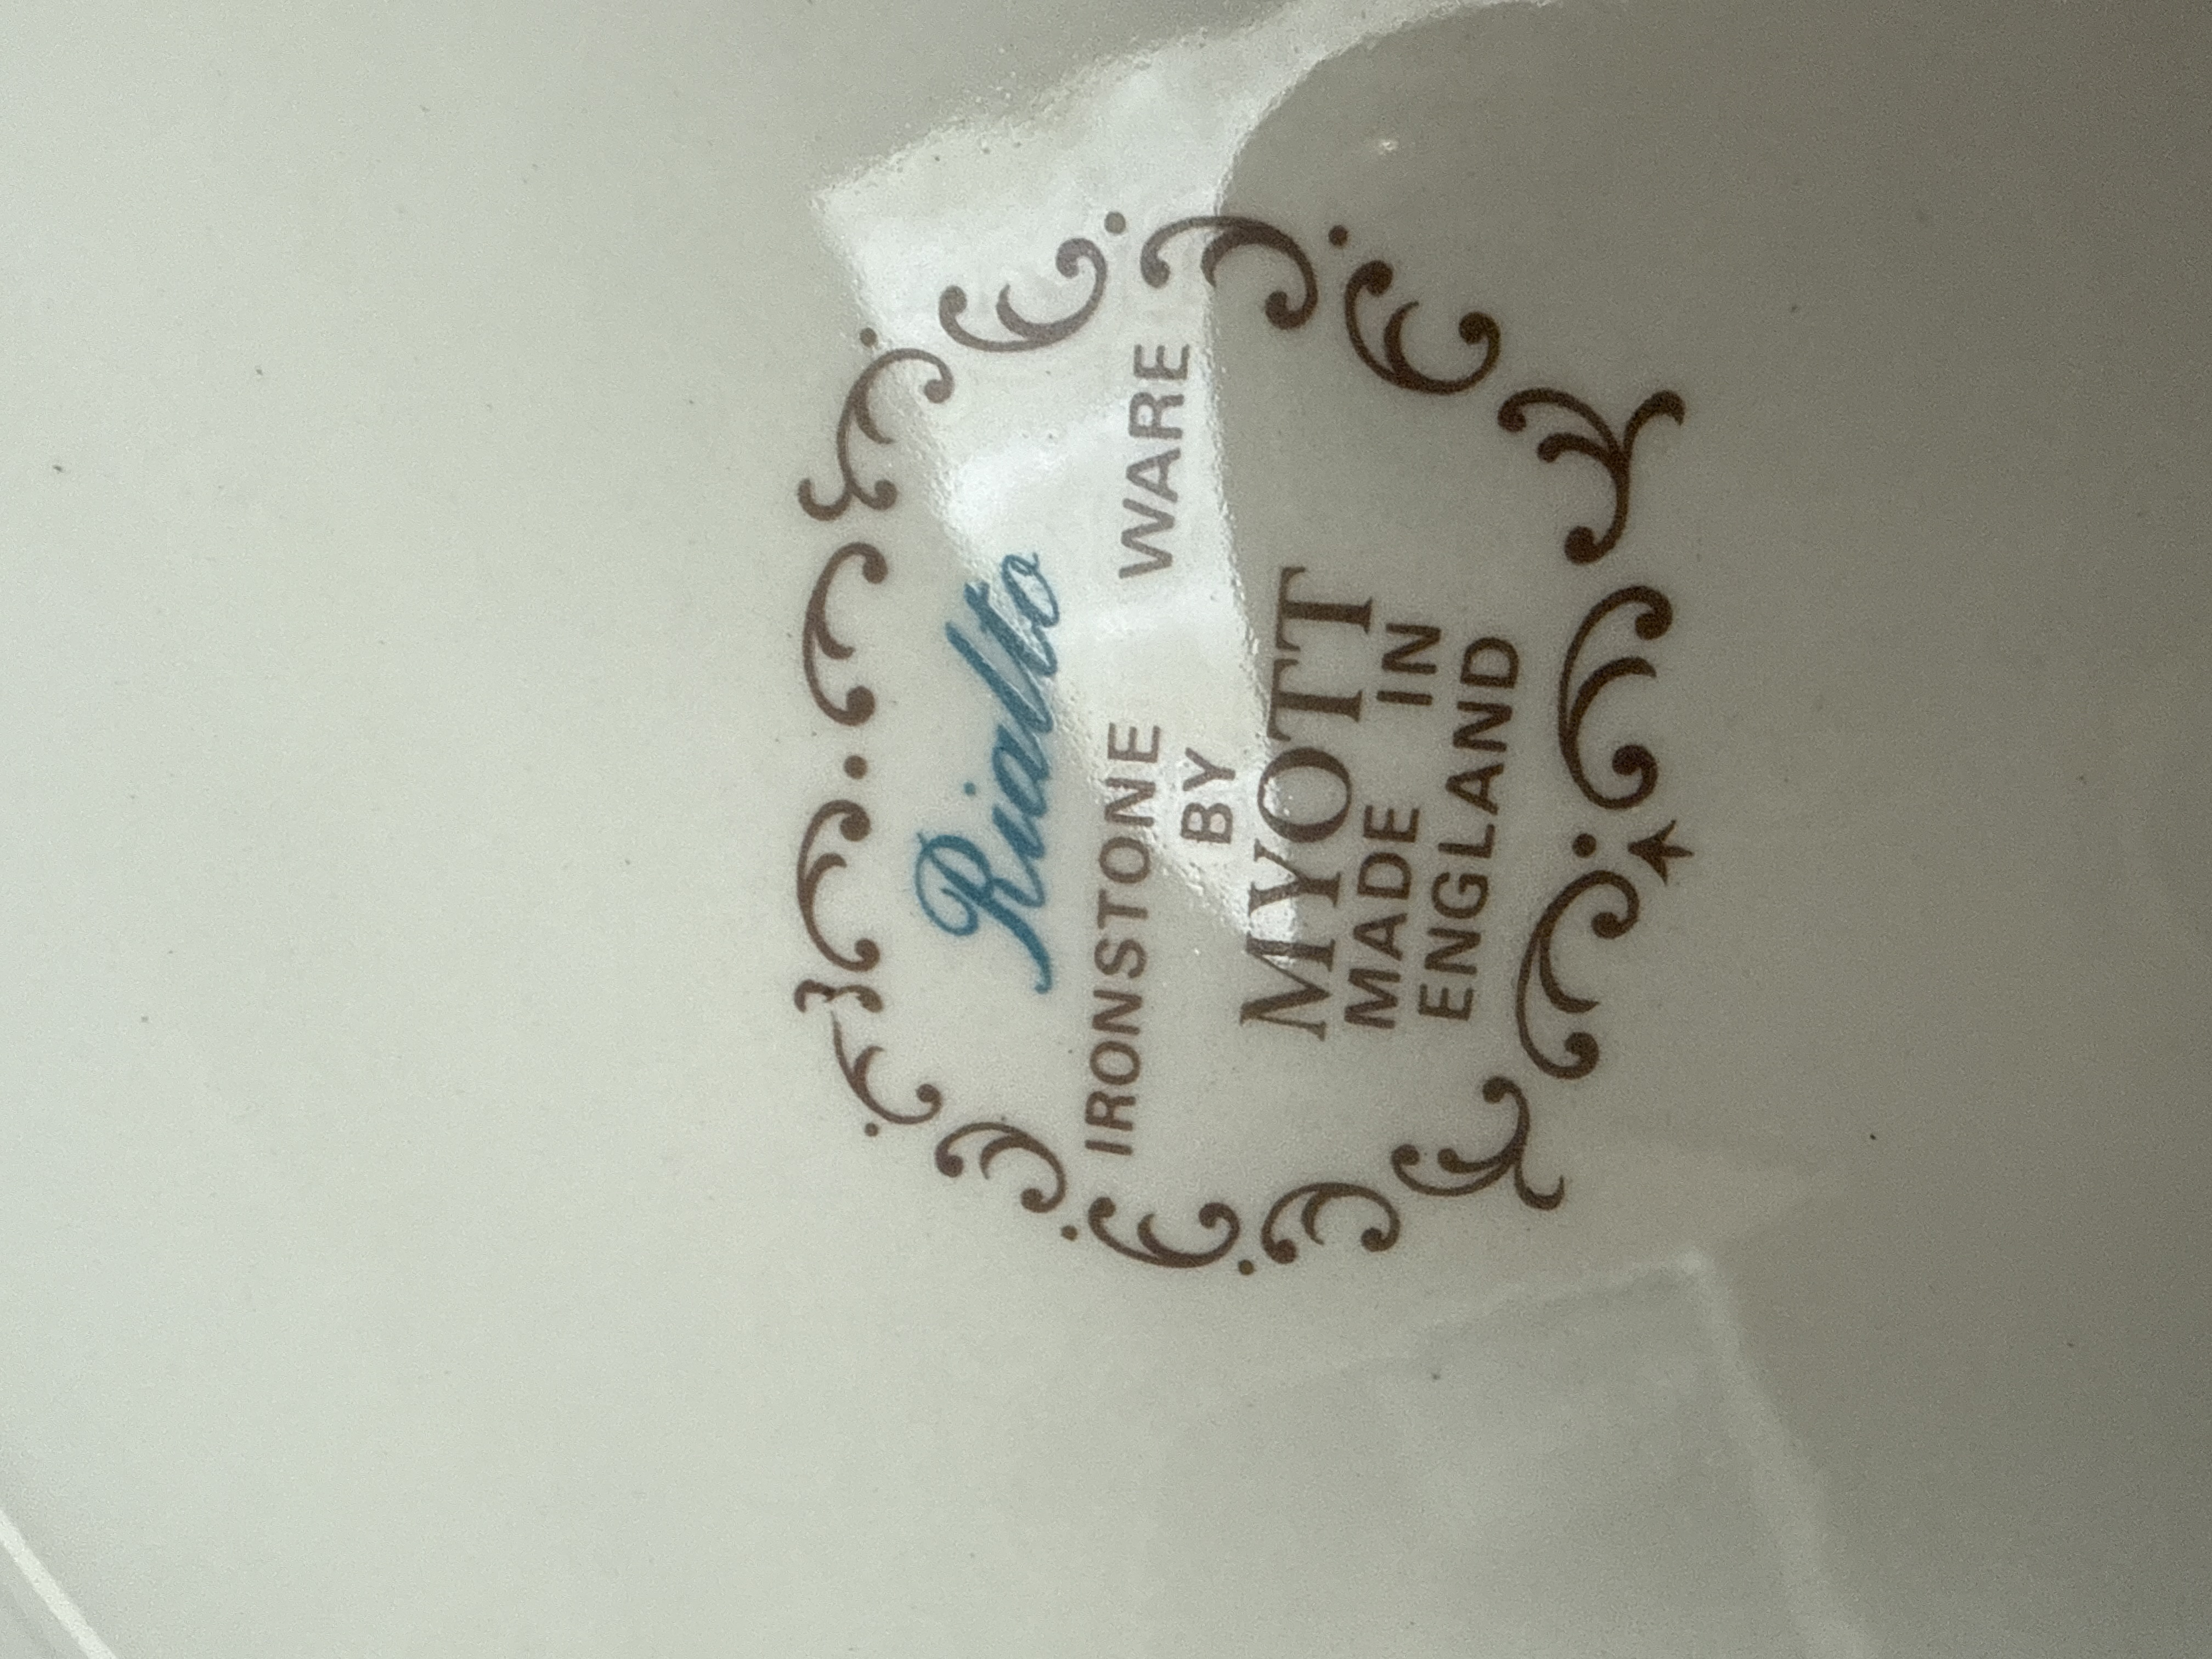 Rialto
IRONSTONE WARE
BY
MYOTT
MADE IN
ENGLAND